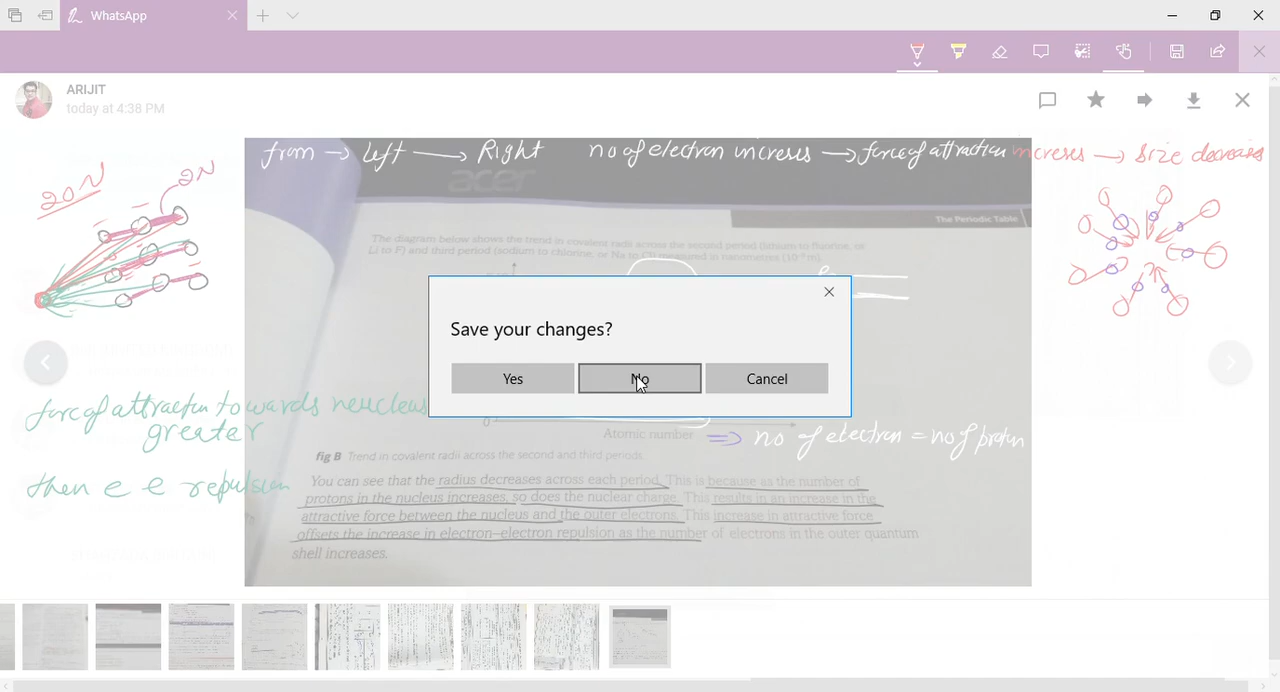 WhatsApp
ARIJIT
today at 4:38 PM
from → Left → Right no of electron increses → force of attraction increses → Size decreases
acer
20 N
2N
The Periodic Table
The diagram below shows the trend in covalent radii across the second period (lithium to fluorine, or
Li to F) and third period (sodium to chlorine, or Na to Cl) measured in nanometres (10⁻⁹ m).
Save your changes?
Yes
No
Cancel
force of attraction towards neucleus
greater
then e e repulsion
0
Atomic number
⇒ no of electron = no of proton
fig B Trend in covalent radii across the second and third periods.
You can see that the radius decreases across each period. This is because as the number of
protons in the nucleus increases, so does the nuclear charge. This results in an increase in the
attractive force between the nucleus and the outer electrons. This increase in attractive force
offsets the increase in electron–electron repulsion as the number of electrons in the outer quantum
shell increases.